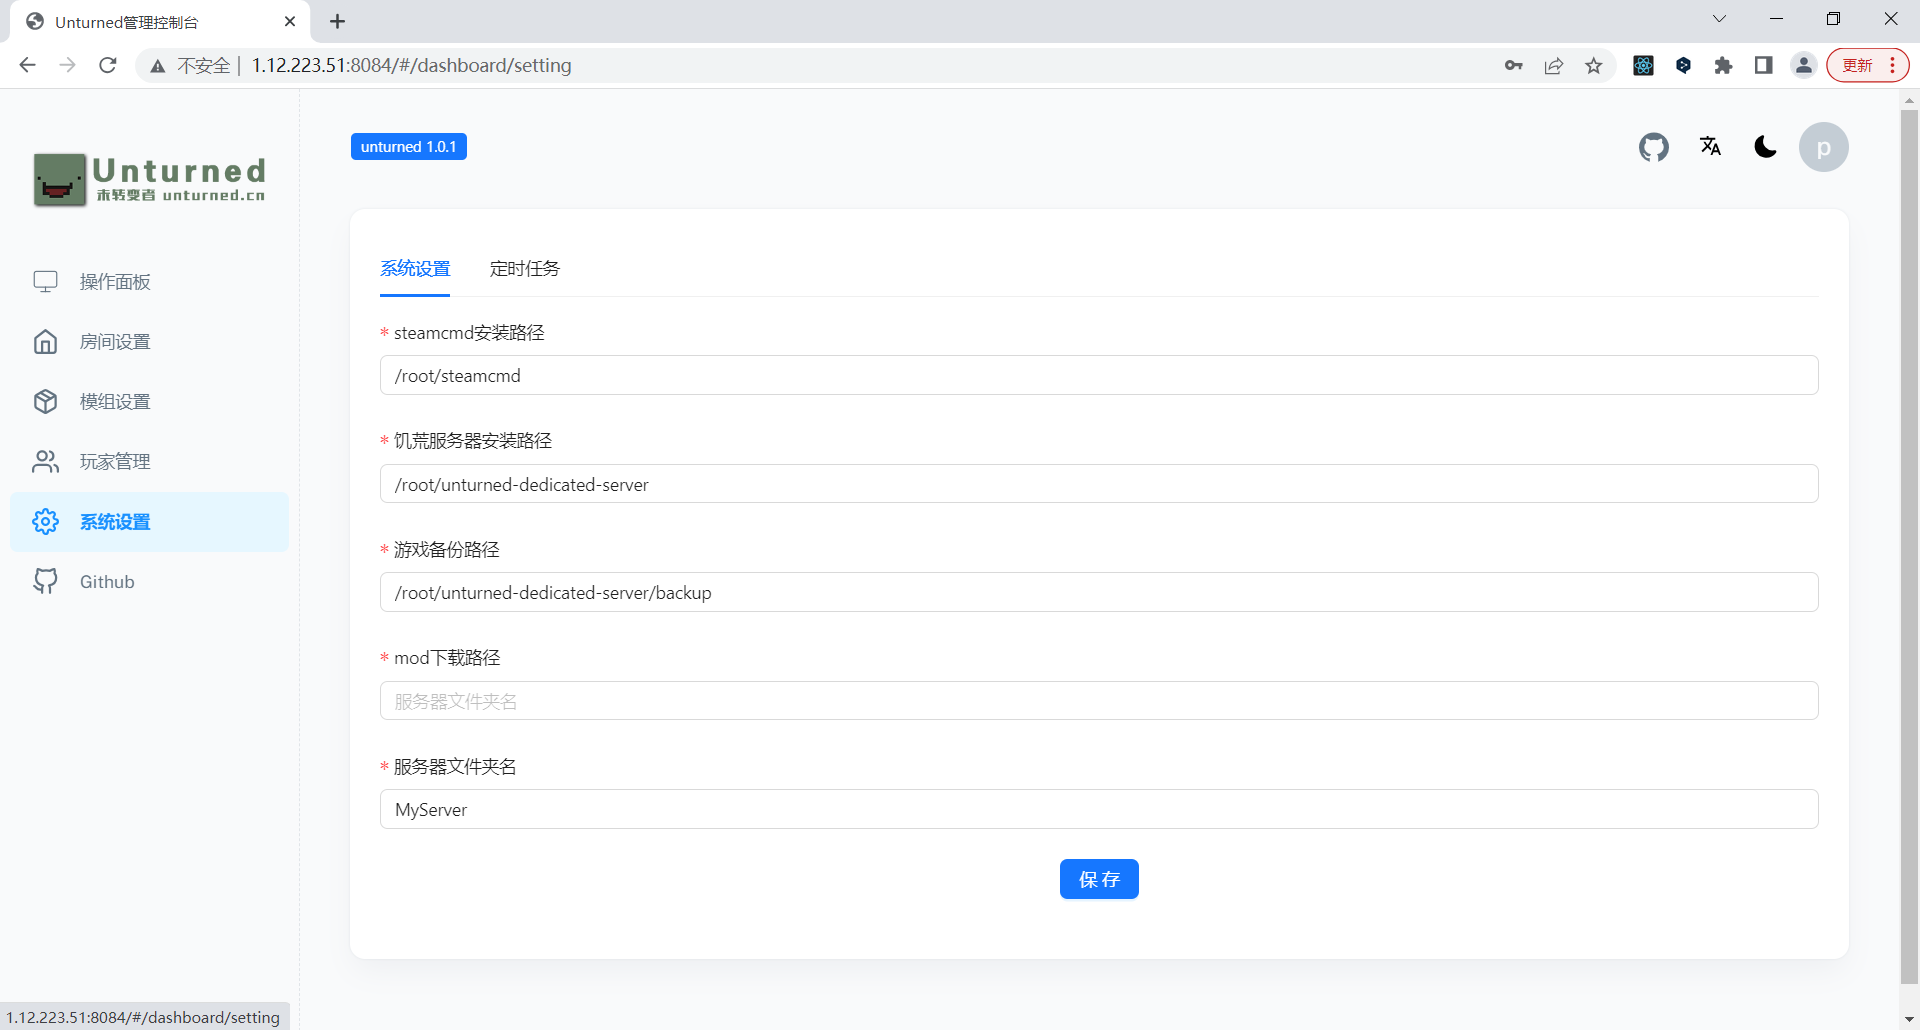 Unturned管理控制台
不安全
1.12.223.51:8084/#/dashboard/setting
更新
Unturned
未转变者 unturned.cn
unturned 1.0.1
p
操作面板
房间设置
模组设置
玩家管理
系统设置
Github
系统设置
定时任务
* steamcmd安装路径
/root/steamcmd
* 饥荒服务器安装路径
/root/unturned-dedicated-server
* 游戏备份路径
/root/unturned-dedicated-server/backup
* mod下载路径
服务器文件夹名
* 服务器文件夹名
MyServer
保 存
1.12.223.51:8084/#/dashboard/setting